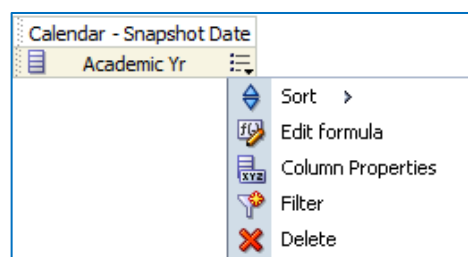 Calendar - Snapshot Date
Academic Yr
Sort
Edit formula
Column Properties
Filter
Delete